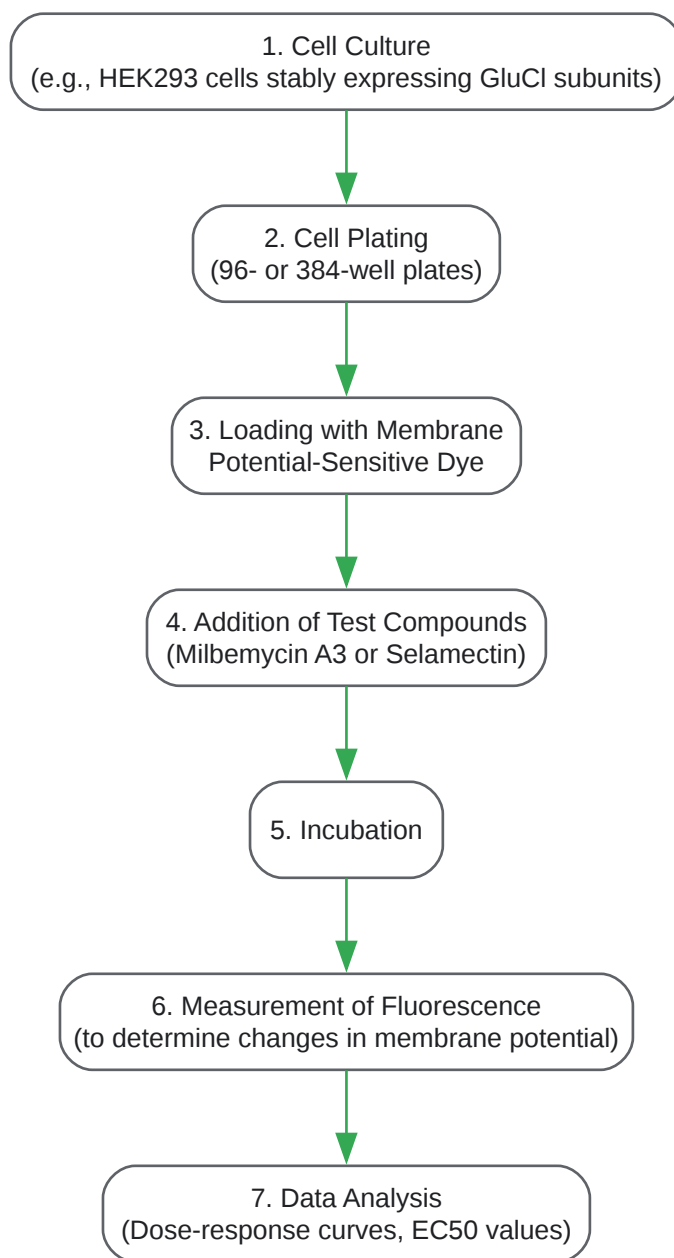 1. Cell Culture
(e.g., HEK293 cells stably expressing GluCl subunits)
2. Cell Plating
(96- or 384-well plates)
3. Loading with Membrane
Potential-Sensitive Dye
4. Addition of Test Compounds
(Milbemycin A3 or Selamectin)
5. Incubation
6. Measurement of Fluorescence
(to determine changes in membrane potential)
7. Data Analysis
(Dose-response curves, EC50 values)